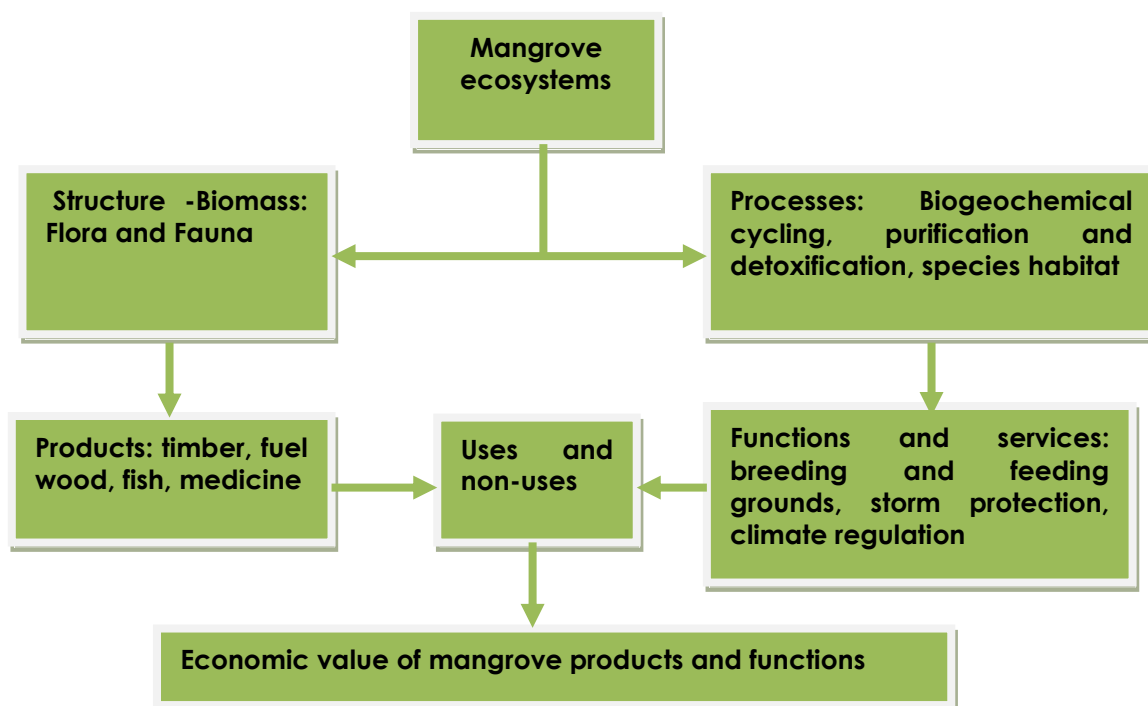 Mangrove
ecosystems
Structure -Biomass:
Flora and Fauna
Processes: Biogeochemical
cycling, purification and
detoxification, species habitat
Products: timber, fuel
wood, fish, medicine
Uses and
non-uses
Functions and services:
breeding and feeding
grounds, storm protection,
climate regulation
Economic value of mangrove products and functions